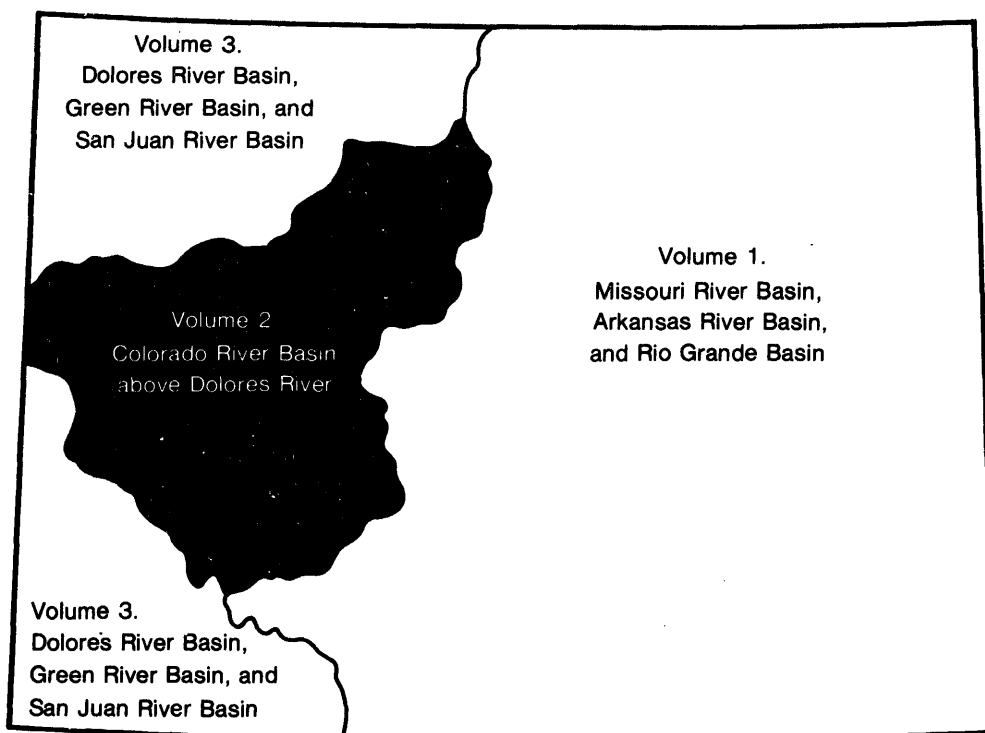 Volume 3.
Dolores River Basin,
Green River Basin, and
San Juan River Basin
Volume 1.
Missouri River Basin,
Arkansas River Basin,
and Rio Grande Basin
Volume 2
Colorado River Basin
above Dolores River
Volume 3.
Dolores River Basin,
Green River Basin, and
San Juan River Basin